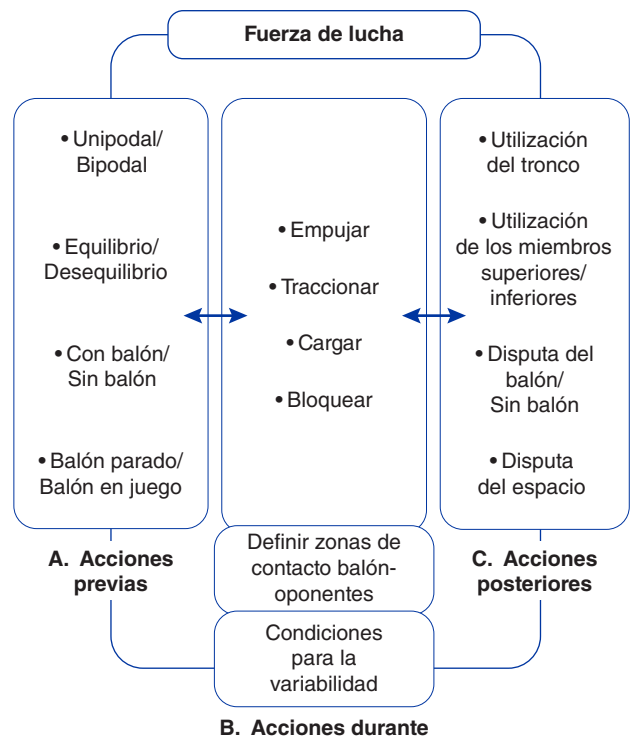 Fuerza de lucha
• Unipodal/
Bipodal
• Equilibrio/
Desequilibrio
• Con balón/
Sin balón
• Balón parado/
Balón en juego
A. Acciones
previas
• Empujar
• Traccionar
• Cargar
• Bloquear
Definir zonas de
contacto balón-
oponentes
Condiciones
para la
variabilidad
B. Acciones durante
• Utilización
del tronco
• Utilización
de los miembros
superiores/
inferiores
• Disputa del
balón/
Sin balón
• Disputa
del espacio
C. Acciones
posteriores